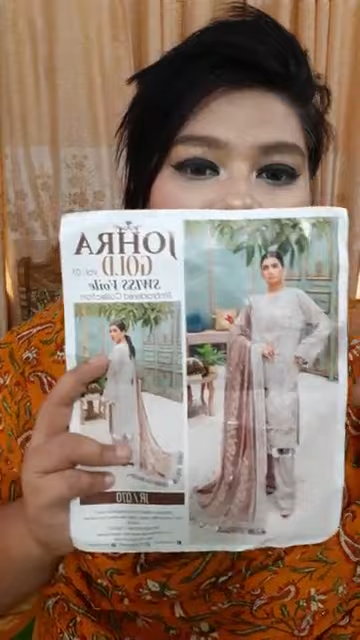 JOHRA
GOLD vol: 01
SWISS Voile
Embroidered Collection
JR / 010